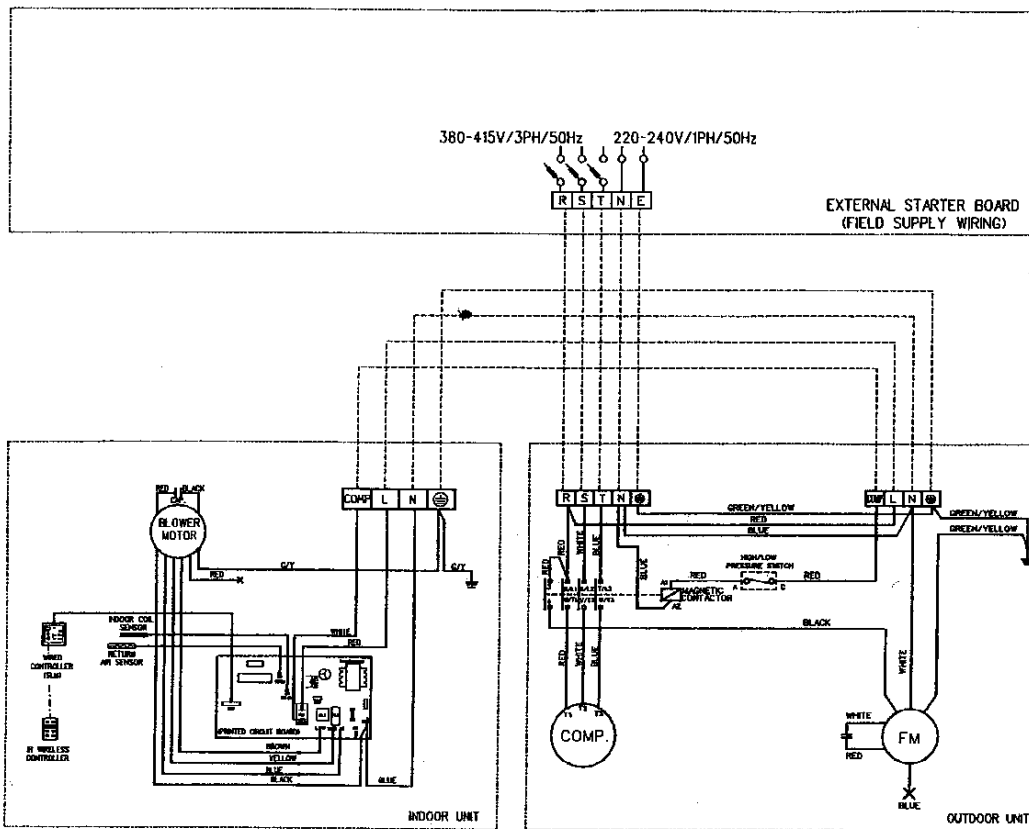 380-415V/3PH/50Hz 220-240V/1PH/50Hz
R S T N E
EXTERNAL STARTER BOARD
(FIELD SUPPLY WIRING)
COMP L N
R S T N
COMP L N
RED BLACK
CAP.
BLOWER
MOTOR
G/Y
G/Y
RED
GREEN/YELLOW
RED
BLUE
GREEN/YELLOW
GREEN/YELLOW
RED
RED
WHITE
BLUE
BLUE
HIGH/LOW
PRESSURE SWITCH
RED
RED
A
C
A1
MAGNETIC
CONTACTOR
A2
BLACK
INDOOR COIL
SENSOR
RETURN
AIR SENSOR
WHITE
RED
WIRED
CONTROLLER
IR WIRELESS
CONTROLLER
(PRINTED CIRCUIT BOARD)
BROWN
YELLOW
BLUE
BLACK
BLUE
RED
WHITE
BLUE
COMP.
WHITE
WHITE
RED
FM
BLUE
INDOOR UNIT
OUTDOOR UNIT